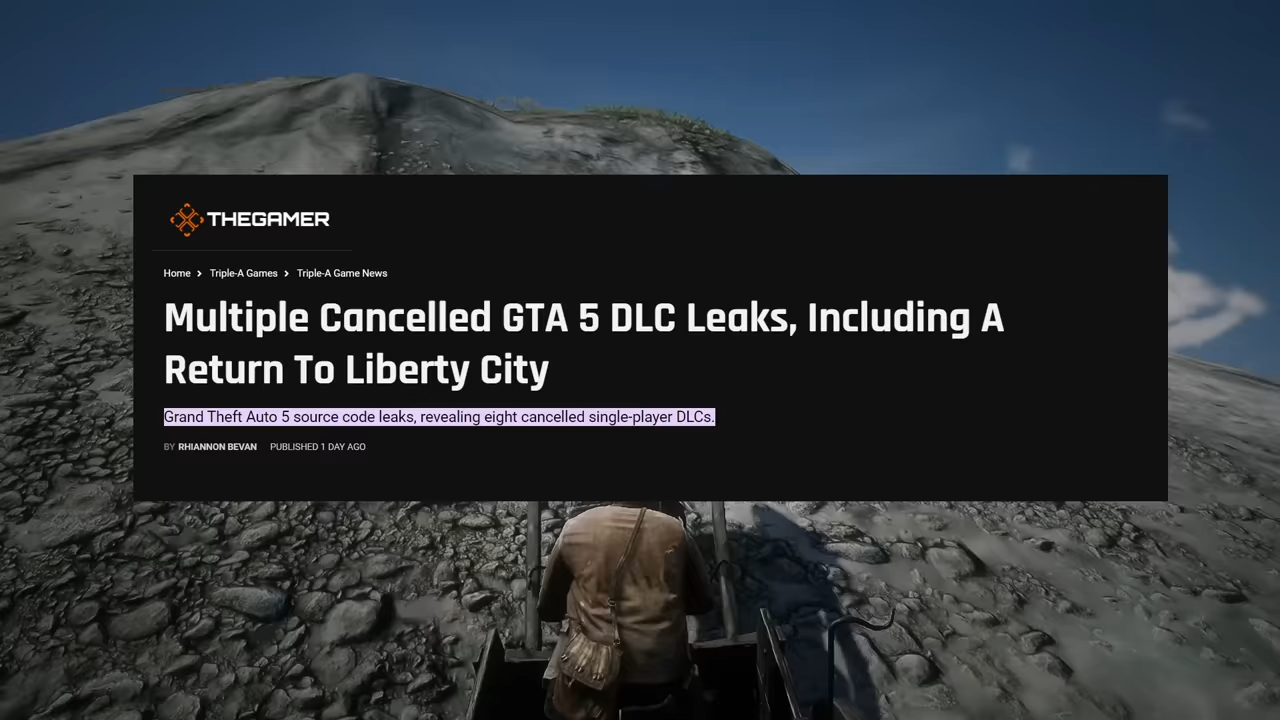 THEGAMER
Home > Triple-A Games > Triple-A Game News
Multiple Cancelled GTA 5 DLC Leaks, Including A
Return To Liberty City
Grand Theft Auto 5 source code leaks, revealing eight cancelled single-player DLCs.
BY RHIANNON BEVAN PUBLISHED 1 DAY AGO